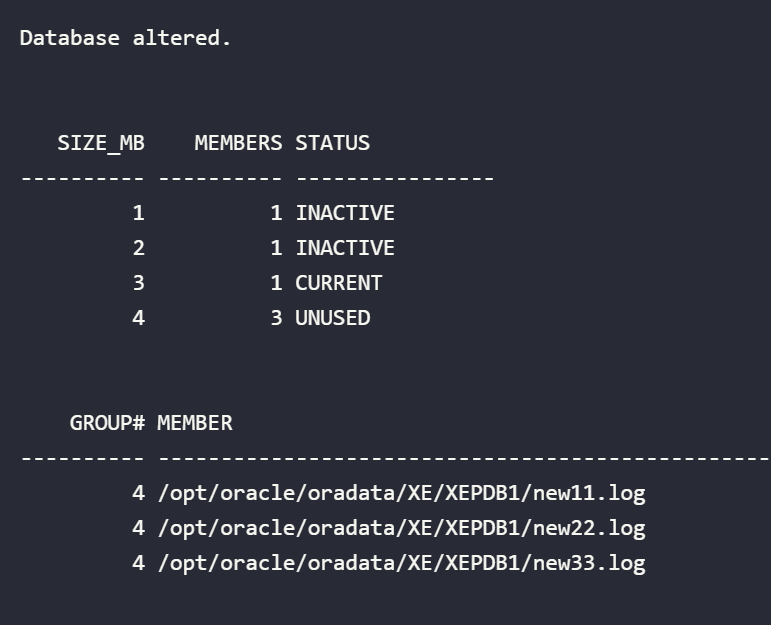 Database altered.
SIZE_MB MEMBERS STATUS
---------- ---------- ----------------
1 1 INACTIVE
2 1 INACTIVE
3 1 CURRENT
4 3 UNUSED
GROUP# MEMBER
---------- -------------------------------------------------
4 /opt/oracle/oradata/XE/XEPDB1/new11.log
4 /opt/oracle/oradata/XE/XEPDB1/new22.log
4 /opt/oracle/oradata/XE/XEPDB1/new33.log